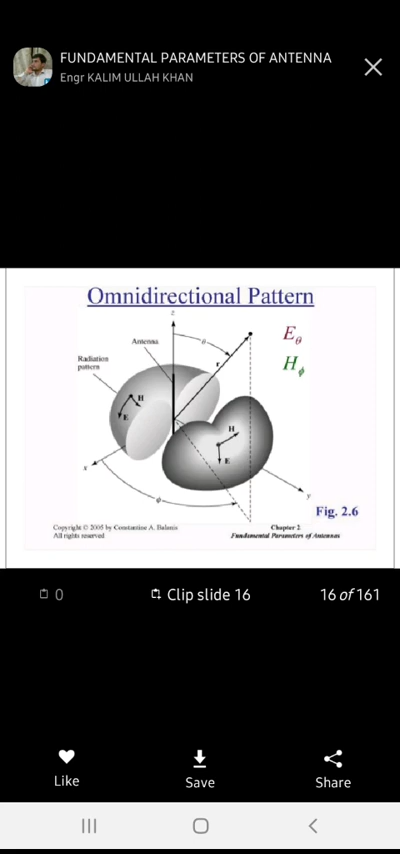 FUNDAMENTAL PARAMETERS OF ANTENNA
Engr KALIM ULLAH KHAN
Omnidirectional Pattern
z
Antenna
θ
E_θ
H_φ
Radiation
pattern
r
H
E
H
E
x
φ
y
Fig. 2.6
Copyright © 2005 by Constantine A. Balanis
All rights reserved
Chapter 2
Fundamental Parameters of Antennas
0
Clip slide 16
16 of 161
Like
Save
Share